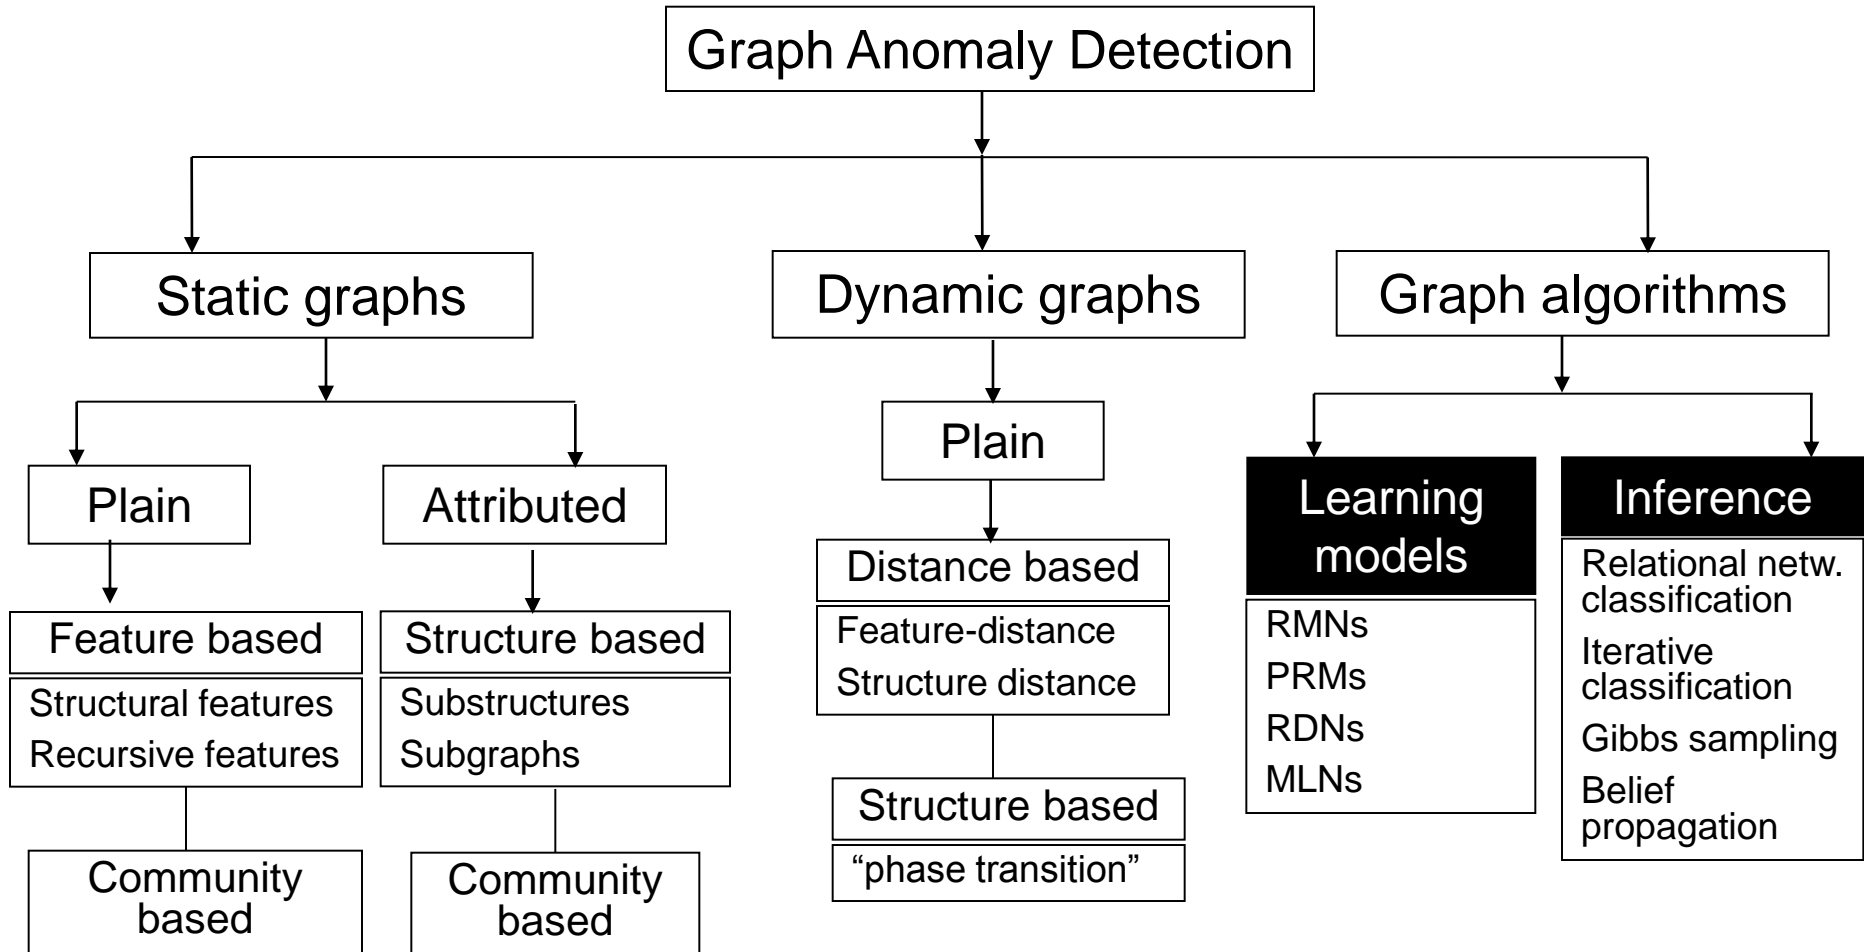 Graph Anomaly Detection
Static graphs
Dynamic graphs
Graph algorithms
Plain
Attributed
Plain
Learning
models
Inference
Feature based
Structural features
Recursive features
Community
based
Structure based
Substructures
Subgraphs
Community
based
Distance based
Feature-distance
Structure distance
Structure based
“phase transition”
RMNs
PRMs
RDNs
MLNs
Relational netw.
classification
Iterative
classification
Gibbs sampling
Belief
propagation